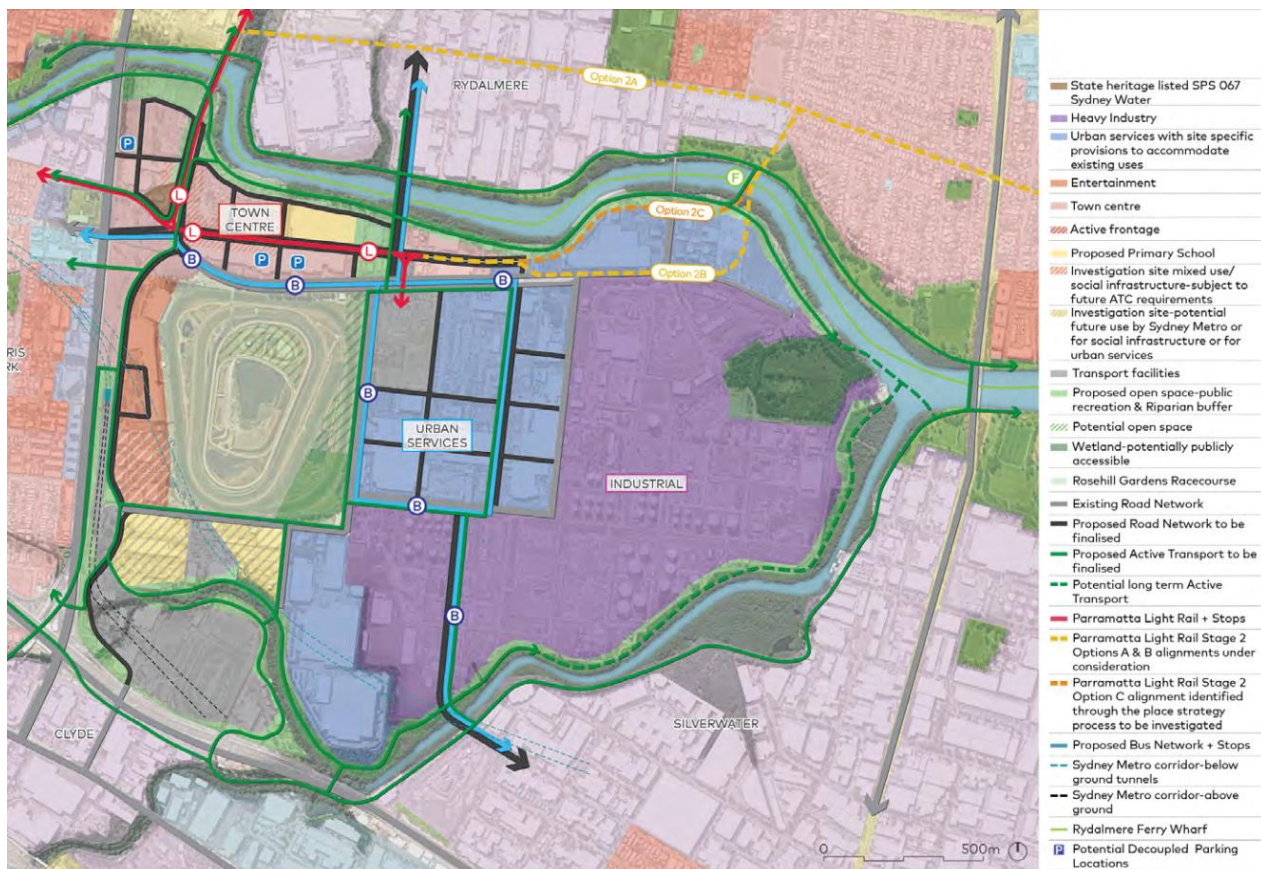 RYDALMERE
Option 2A
P
F
L
TOWN
CENTRE
Option 2C
L
L
B
P
P
Option 2B
B
B
RIS
RK
B
URBAN
SERVICES
INDUSTRIAL
B
B
SILVERWATER
CLYDE
0
500m
State heritage listed SPS 067
Sydney Water
Heavy Industry
Urban services with site specific
provisions to accommodate
existing uses
Entertainment
Town centre
Active frontage
Proposed Primary School
Investigation site mixed use/
social infrastructure-subject to
future ATC requirements
Investigation site-potential
future use by Sydney Metro or
for social infrastructure or for
urban services
Transport facilities
Proposed open space-public
recreation & Riparian buffer
Potential open space
Wetland-potentially publicly
accessible
Rosehill Gardens Racecourse
Existing Road Network
Proposed Road Network to be
finalised
Proposed Active Transport to be
finalised
Potential long term Active
Transport
Parramatta Light Rail + Stops
Parramatta Light Rail Stage 2
Options A & B alignments under
consideration
Parramatta Light Rail Stage 2
Option C alignment identified
through the place strategy
process to be investigated
Proposed Bus Network + Stops
Sydney Metro corridor-below
ground tunnels
Sydney Metro corridor-above
ground
Rydalmere Ferry Wharf
P
Potential Decoupled Parking
Locations